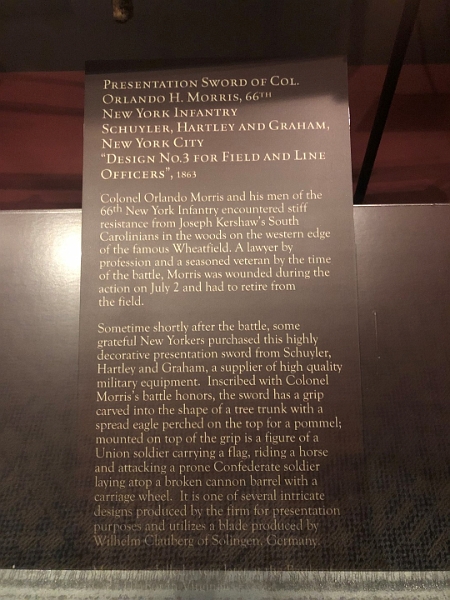 PRESENTATION SWORD OF COL.
ORLANDO H. MORRIS, 66TH
NEW YORK INFANTRY
SCHUYLER, HARTLEY AND GRAHAM,
NEW YORK CITY
"DESIGN NO.3 FOR FIELD AND LINE
OFFICERS", 1863
Colonel Orlando Morris and his men of the
66th New York Infantry encountered stiff
resistance from Joseph Kershaw's South
Carolinians in the woods on the western edge
of the famous Wheatfield. A lawyer by
profession and a seasoned veteran by the time
of the battle, Morris was wounded during the
action on July 2 and had to retire from
the field.
Sometime shortly after the battle, some
grateful New Yorkers purchased this highly
decorative presentation sword from Schuyler,
Hartley and Graham, a supplier of high quality
military equipment. Inscribed with Colonel
Morris's battle honors, the sword has a grip
carved into the shape of a tree trunk with a
spread eagle perched on the top for a pommel;
mounted on top of the grip is a figure of a
Union soldier carrying a flag, riding a horse
and attacking a prone Confederate soldier
laying atop a broken cannon barrel with a
carriage wheel. It is one of several intricate
designs produced by the firm for presentation
purposes and utilizes a blade produced by
Wilhelm Clauberg of Solingen, Germany.